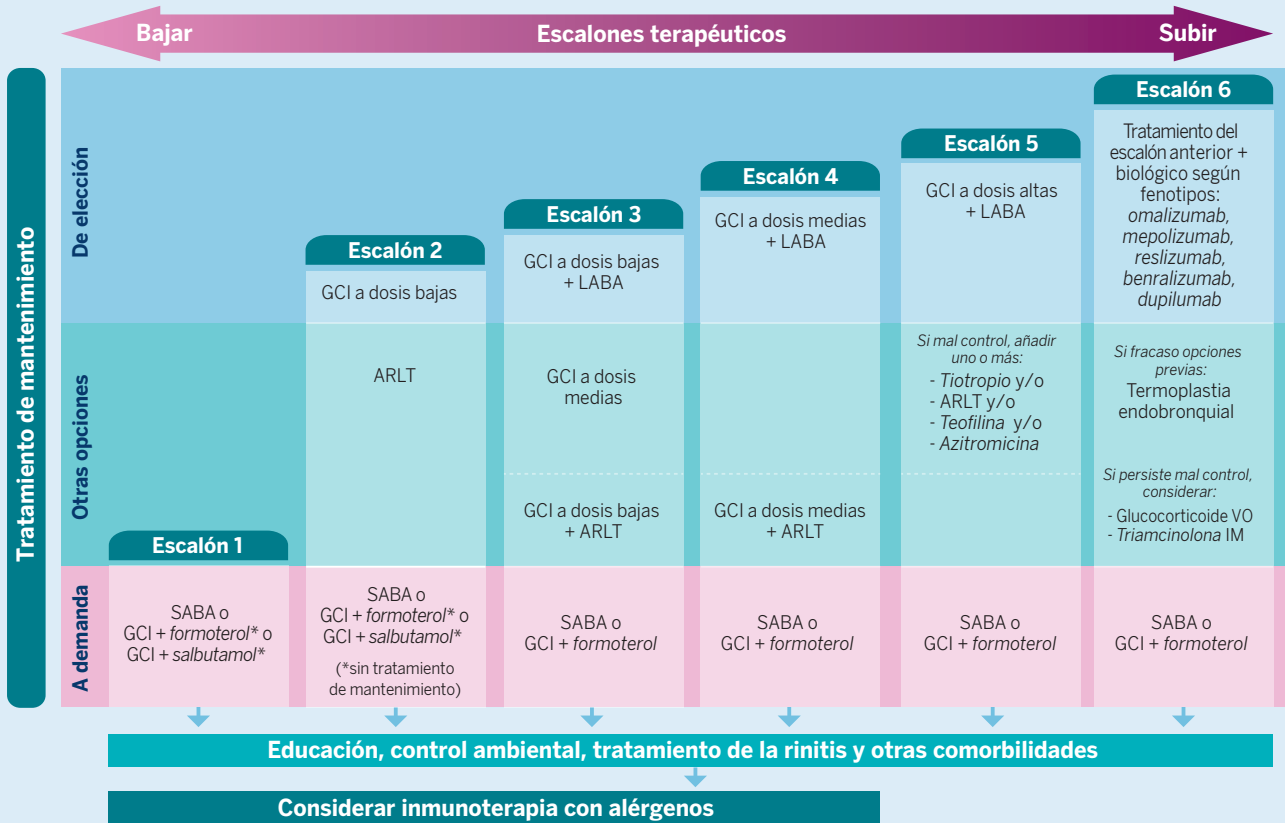 Bajar
Escalones terapéuticos
Subir
Tratamiento de mantenimiento
De elección
Otras opciones
A demanda
Escalón 1
SABA o
GCI + formoterol* o
GCI + salbutamol*
Escalón 2
GCI a dosis bajas
ARLT
SABA o
GCI + formoterol* o
GCI + salbutamol*
(*sin tratamiento
de mantenimiento)
Escalón 3
GCI a dosis bajas
+ LABA
GCI a dosis
medias
GCI a dosis bajas
+ ARLT
SABA o
GCI + formoterol
Escalón 4
GCI a dosis medias
+ LABA
GCI a dosis medias
+ ARLT
SABA o
GCI + formoterol
Escalón 5
GCI a dosis altas
+ LABA
Si mal control, añadir
uno o más:
- Tiotropio y/o
- ARLT y/o
- Teofilina y/o
- Azitromicina
SABA o
GCI + formoterol
Escalón 6
Tratamiento del
escalón anterior +
biológico según
fenotipos:
omalizumab,
mepolizumab,
reslizumab,
benralizumab,
dupilumab
Si fracaso opciones
previas:
Termoplastia
endobronquial
Si persiste mal control,
considerar:
- Glucocorticoide VO
- Triamcinolona IM
SABA o
GCI + formoterol
Educación, control ambiental, tratamiento de la rinitis y otras comorbilidades
Considerar inmunoterapia con alérgenos